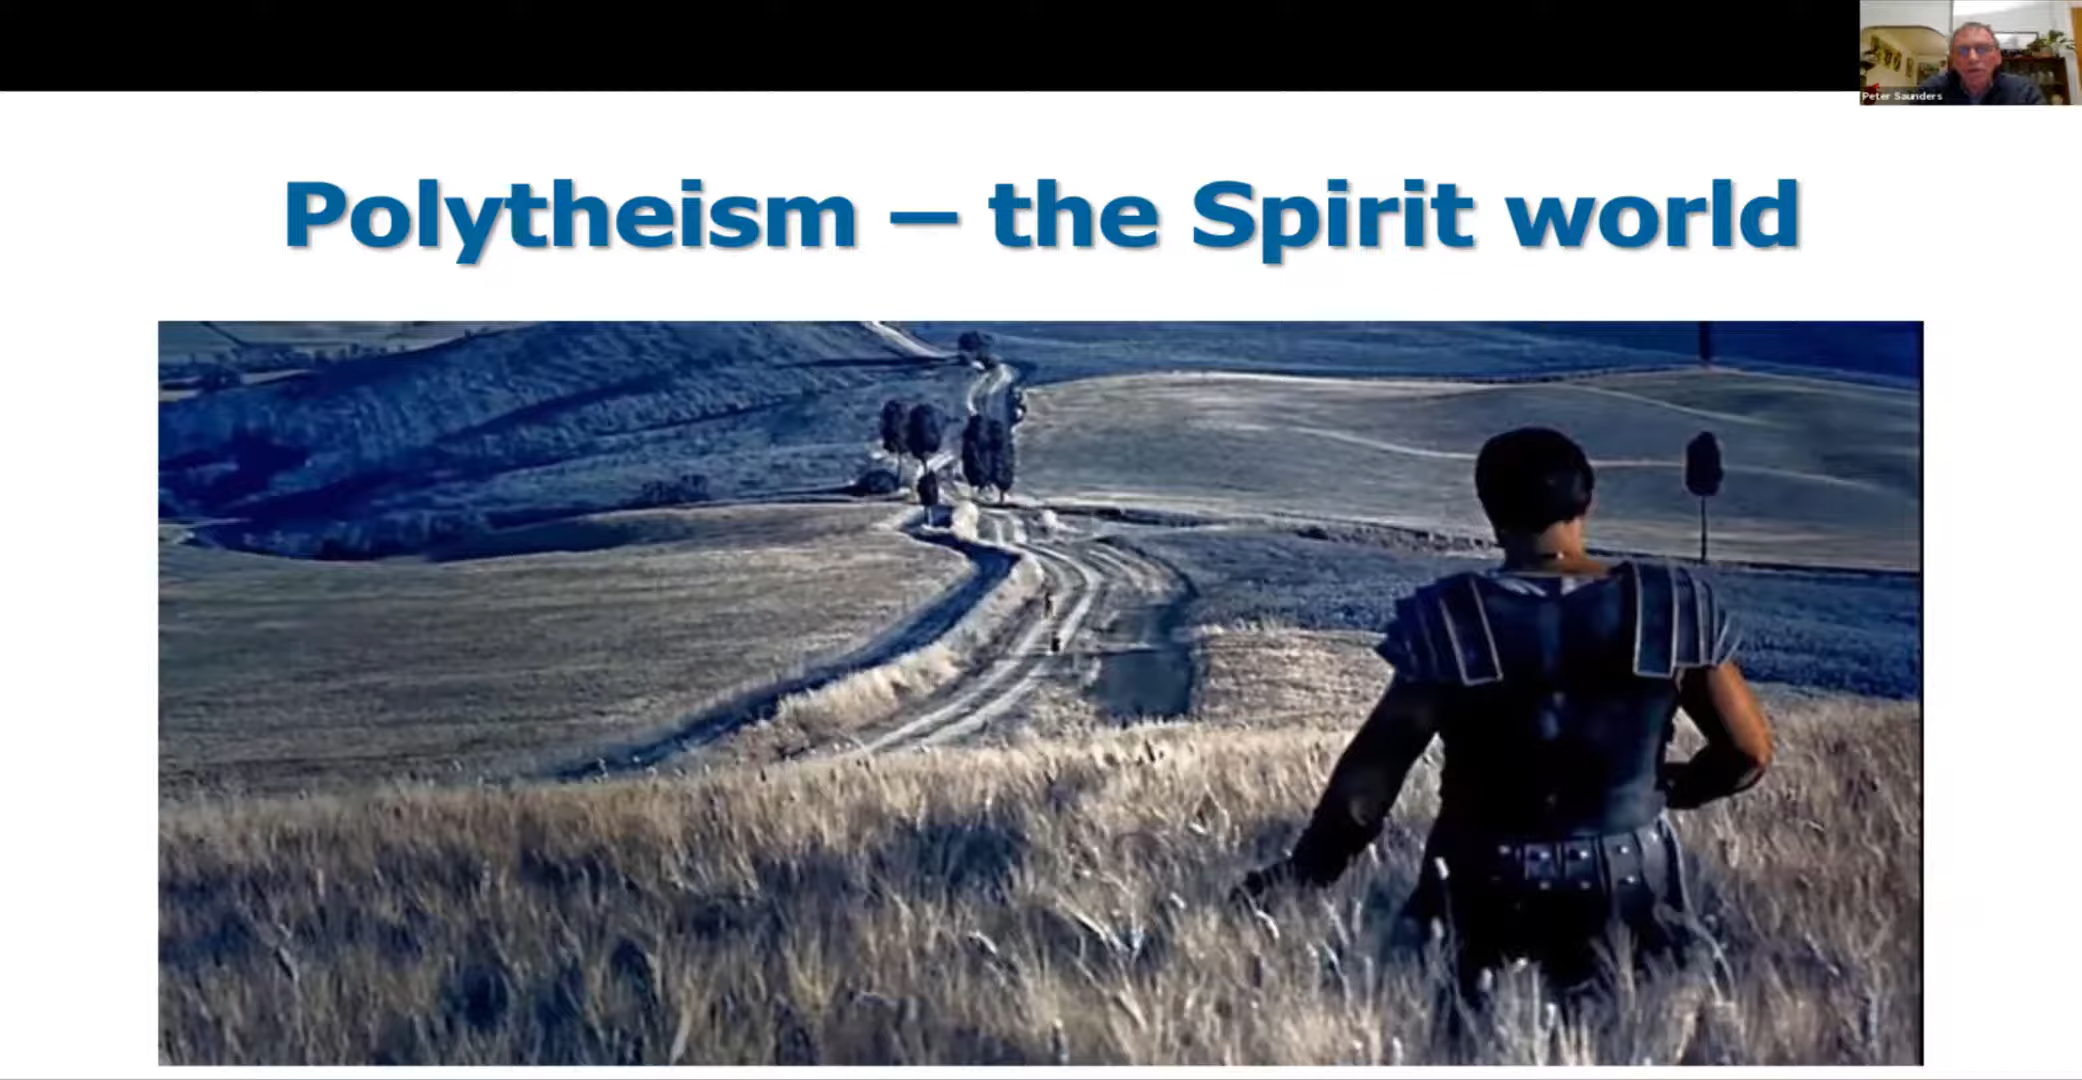 Peter Saunders
Polytheism – the Spirit world